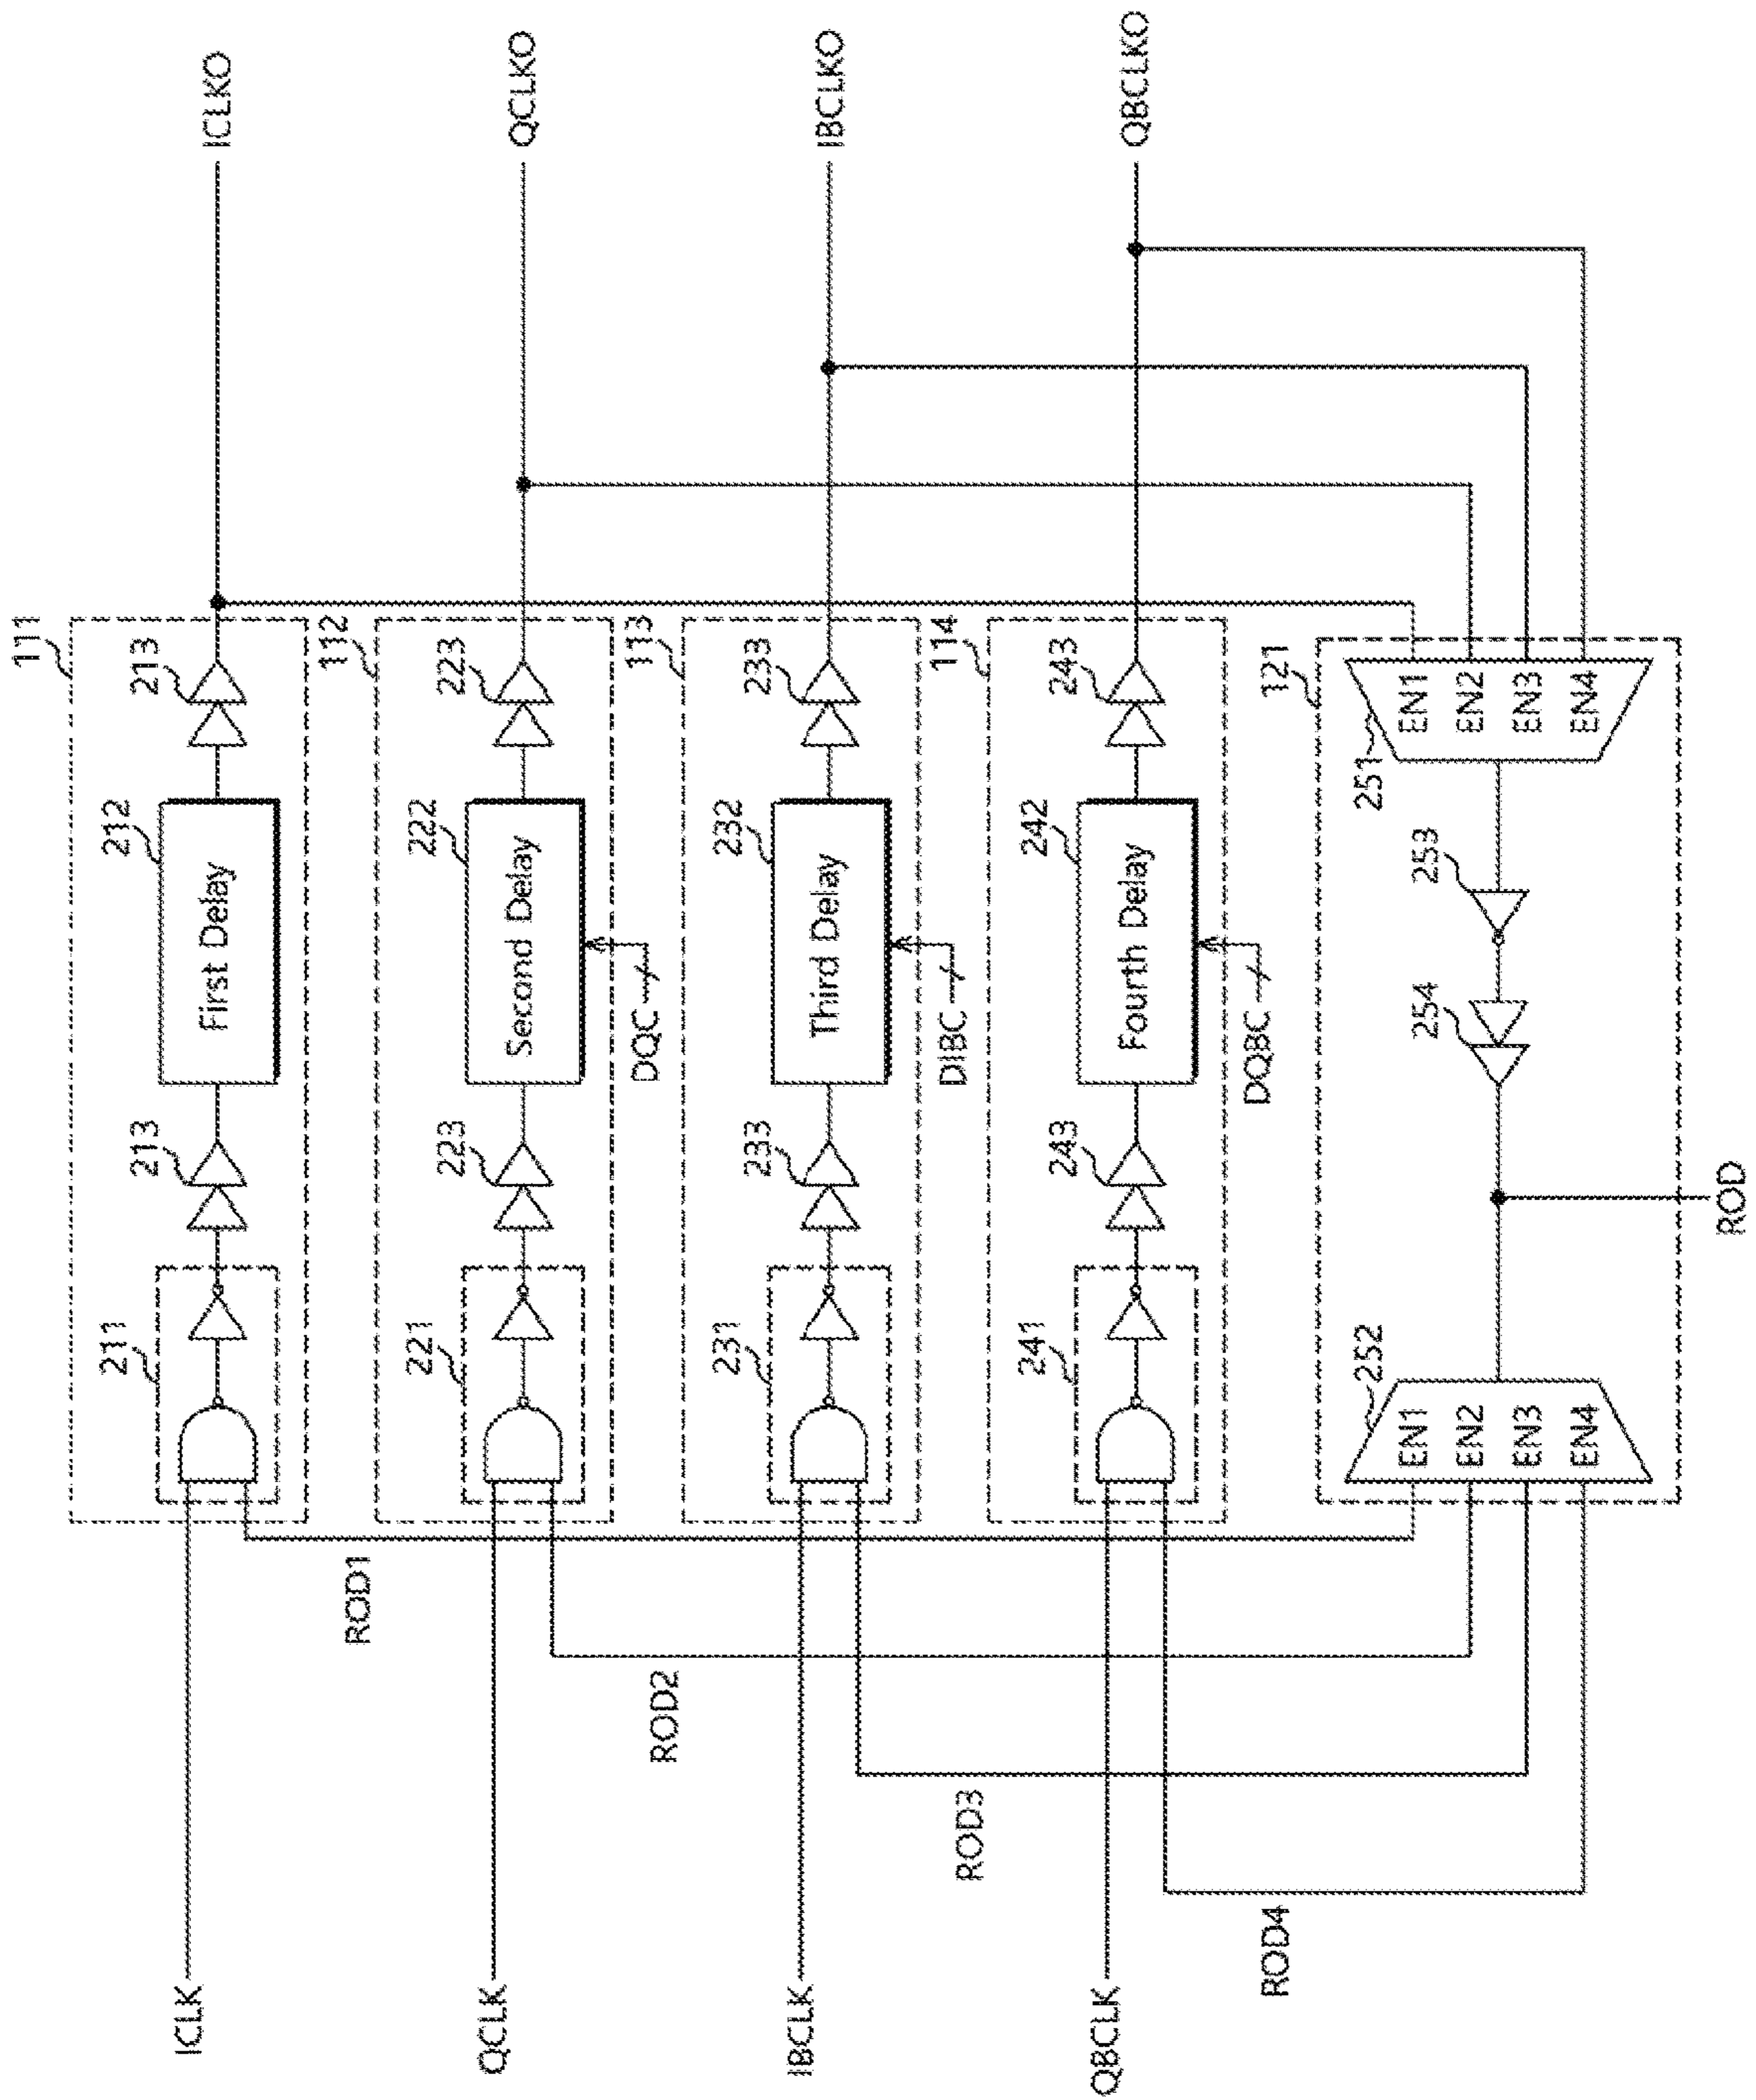 ICLK
111
211
213
212
First Delay
213
ICLKO
ROD1
QCLK
112
221
223
222
Second Delay
223
QCLKO
DQC
ROD2
IBCLK
113
231
233
232
Third Delay
233
IBCLKO
DIBC
ROD3
QBCLK
114
241
243
242
Fourth Delay
243
QBCLKO
DQBC
ROD4
121
252
EN1
EN2
EN3
EN4
254
253
251
EN1
EN2
EN3
EN4
ROD